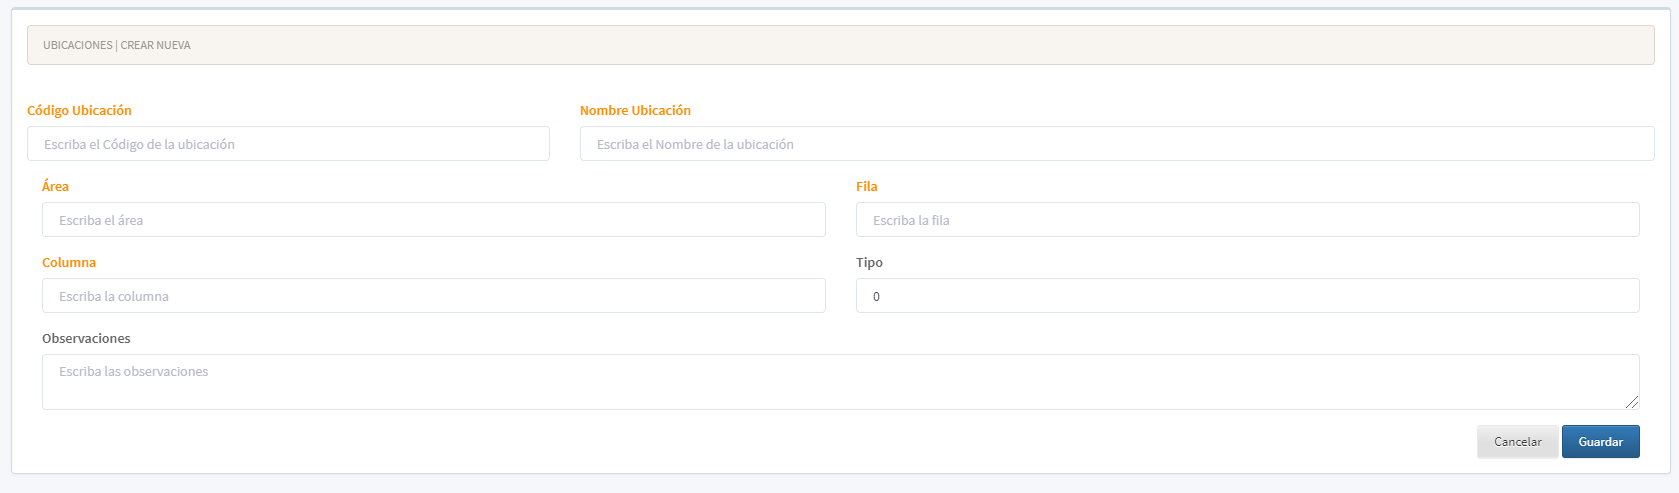 UBICACIONES | CREAR NUEVA
Código Ubicación
Nombre Ubicación
Escriba el Código de la ubicación
Escriba el Nombre de la ubicación
Área
Fila
Escriba el área
Escriba la fila
Columna
Tipo
Escriba la columna
0
Observaciones
Escriba las observaciones
Cancelar
Guardar